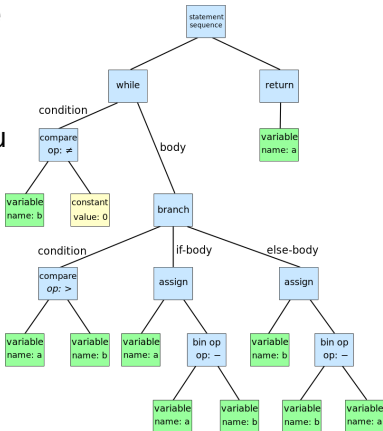 statement
sequence
while
return
condition
body
compare
op: ≠
variable
name: a
variable
name: b
constant
value: 0
branch
condition
if-body
else-body
compare
op: >
assign
assign
variable
name: a
variable
name: b
variable
name: a
bin op
op: −
variable
name: b
bin op
op: −
variable
name: a
variable
name: b
variable
name: b
variable
name: a